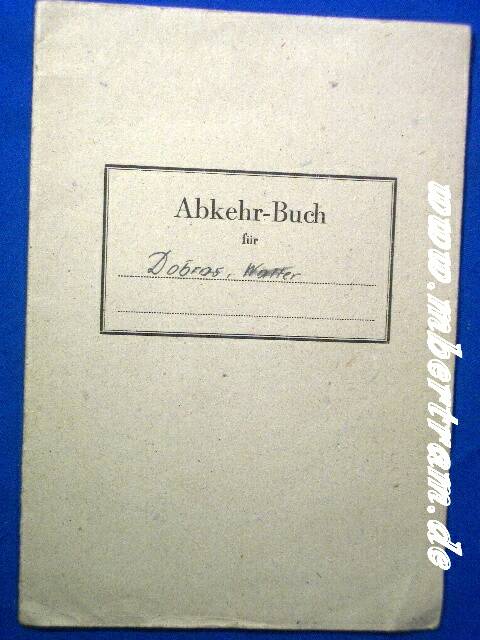 Abkehr-Buch
für
Dobras, Walter
www.mbertram.de